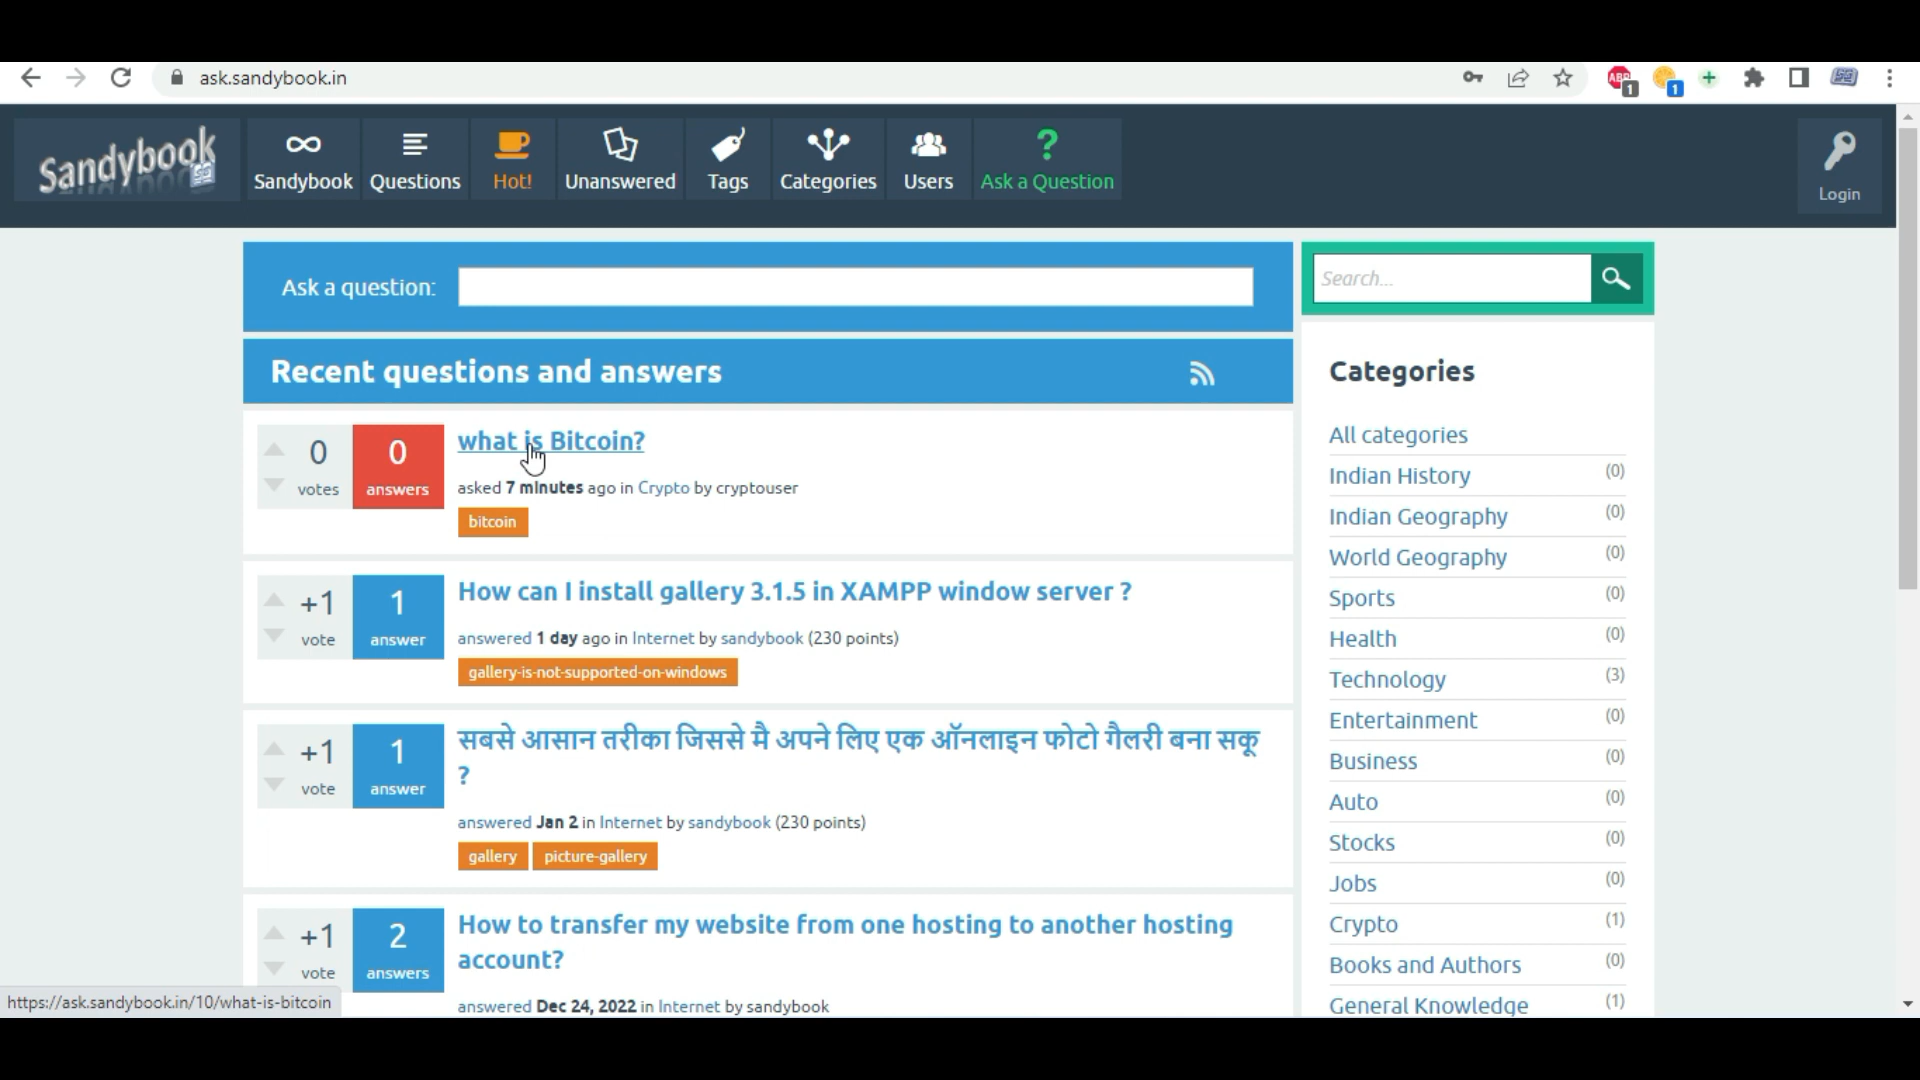 ask.sandybook.in
ABP
1
1
Sandybook
Sandybook
Questions
Hot!
Unanswered
Tags
Categories
Users
?
Ask a Question
Login
Ask a question:
Search...
Recent questions and answers
0
votes
0
answers
what is Bitcoin?
asked 7 minutes ago in Crypto by cryptouser
bitcoin
+1
vote
1
answer
How can I install gallery 3.1.5 in XAMPP window server ?
answered 1 day ago in Internet by sandybook (230 points)
gallery-is-not-supported-on-windows
+1
vote
1
answer
सबसे आसान तरीका जिससे मै अपने लिए एक ऑनलाइन फोटो गैलरी बना सकू
?
answered Jan 2 in Internet by sandybook (230 points)
gallery picture-gallery
+1
vote
2
answers
How to transfer my website from one hosting to another hosting
account?
answered Dec 24, 2022 in Internet by sandybook
Categories
All categories
Indian History (0)
Indian Geography (0)
World Geography (0)
Sports (0)
Health (0)
Technology (3)
Entertainment (0)
Business (0)
Auto (0)
Stocks (0)
Jobs (0)
Crypto (1)
Books and Authors (0)
General Knowledge (1)
https://ask.sandybook.in/10/what-is-bitcoin